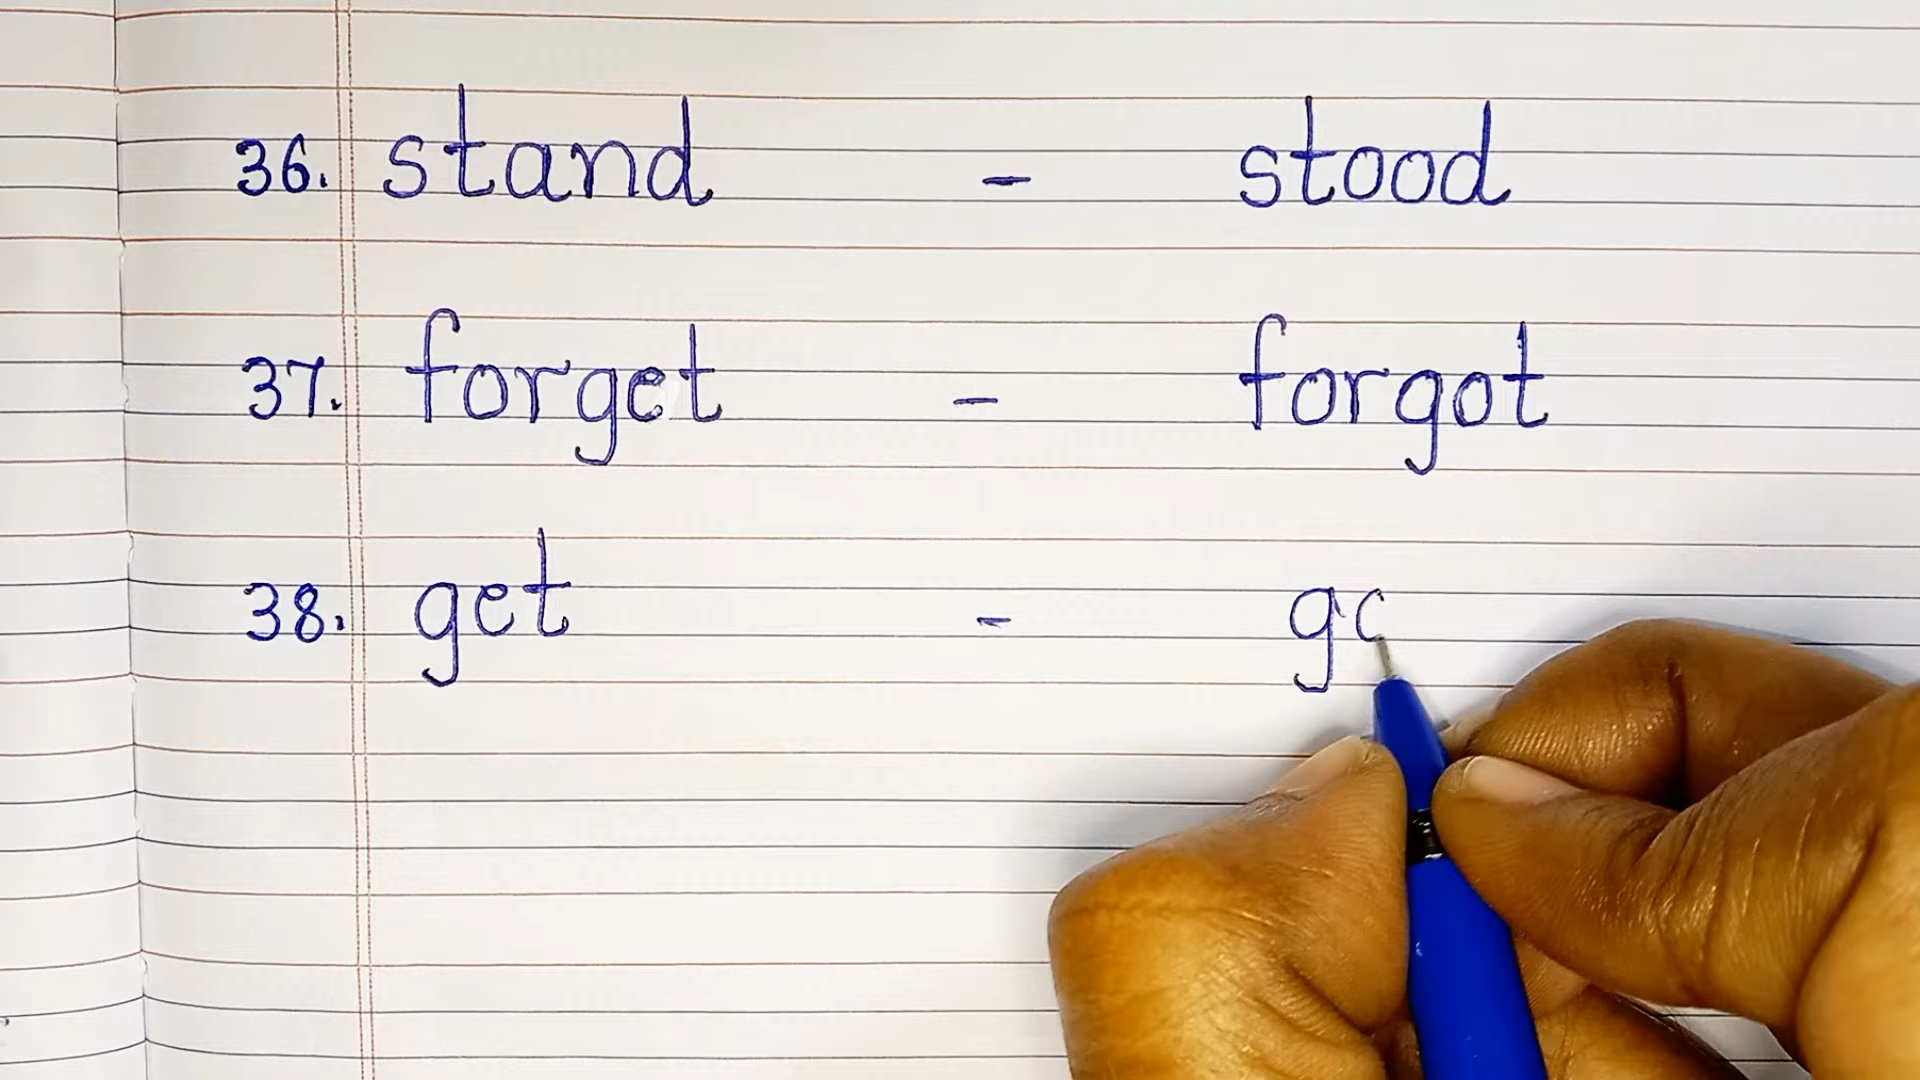 36. stand - stood
37. forget - forgot
38. get - g